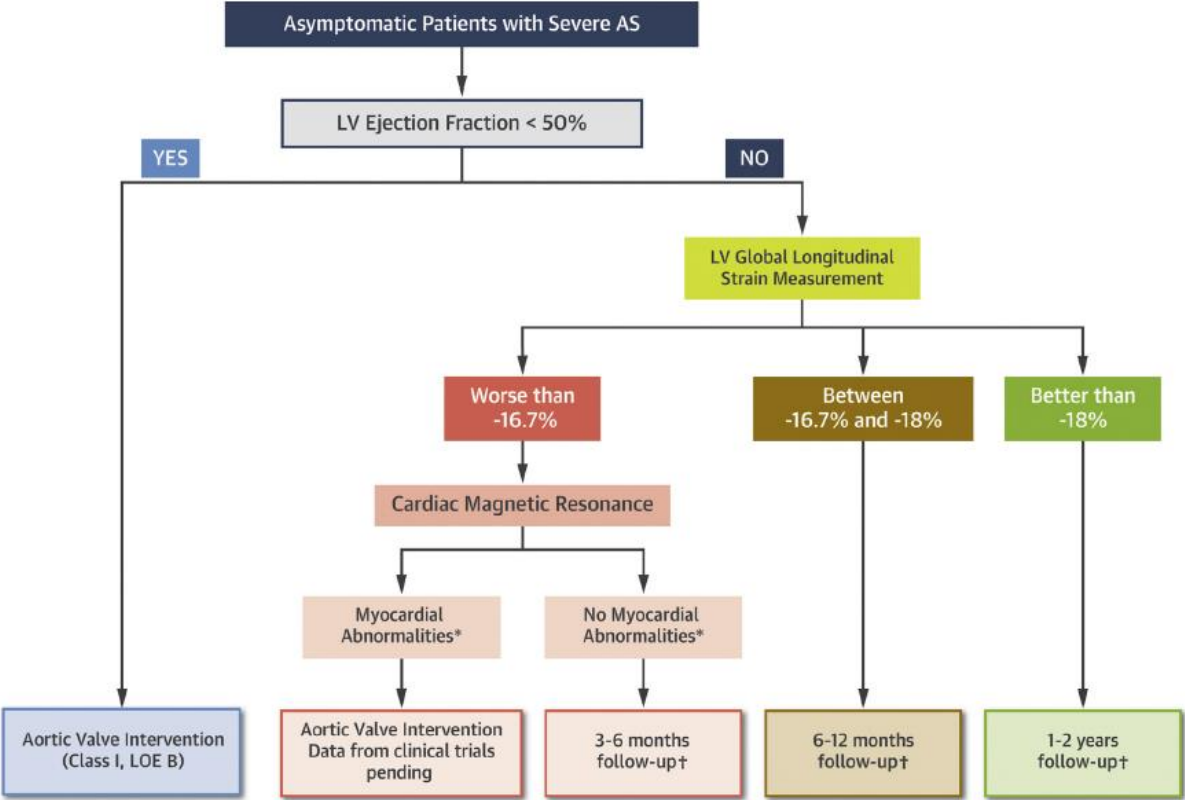 Asymptomatic Patients with Severe AS
LV Ejection Fraction < 50%
YES
NO
LV Global Longitudinal
Strain Measurement
Worse than
-16.7%
Between
-16.7% and -18%
Better than
-18%
Cardiac Magnetic Resonance
Myocardial
Abnormalities*
No Myocardial
Abnormalities*
Aortic Valve Intervention
(Class I, LOE B)
Aortic Valve Intervention
Data from clinical trials
pending
3-6 months
follow-up†
6-12 months
follow-up†
1-2 years
follow-up†